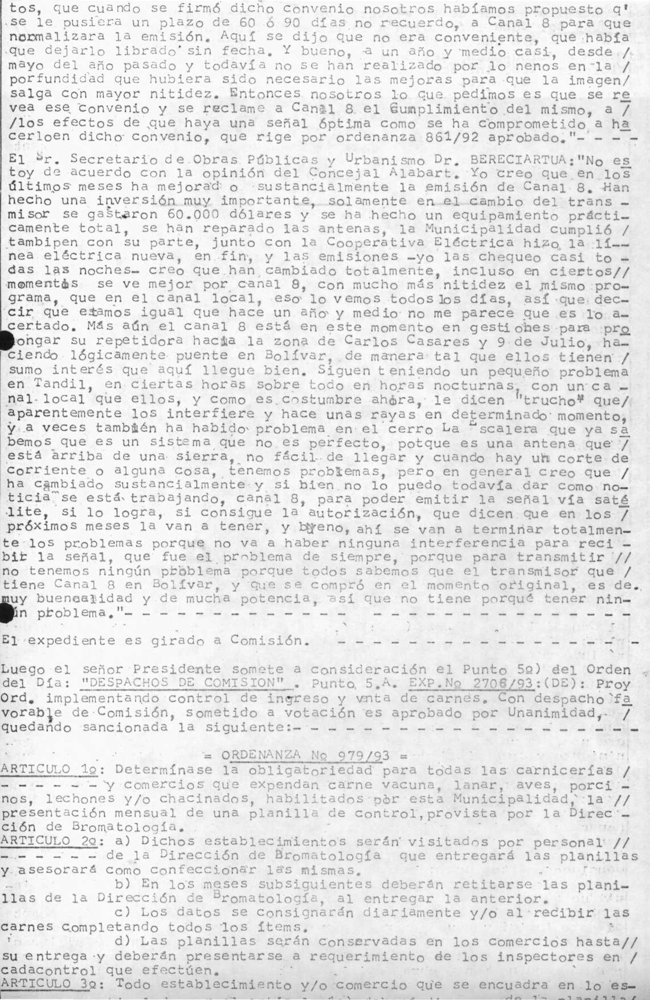 tos, que cuando se firmó dicho convenio nosotros habíamos propuesto q'
se le pusiera un plazo de 60 ó 90 días no recuerdo, a Canal 8 para que
normalizara la emisión. Aquí se dijo que no era conveniente, que había
que dejarlo librado sin fecha. Y bueno, a un año y medio casi, desde /
mayo del año pasado y todavía no se han realizado por lo nenos en la /
porfundidad que hubiera sido necesario las mejoras para que la imagen/
salga con mayor nitidez. Entonces nosotros lo que pedimos es que se re
vea ese convenio y se reclame a Canal 8 el Cumplimiento del mismo, a /
/los efectos de que haya una señal óptima como se ha comprometido a ha
cerloen dicho convenio, que rige por ordenanza 861/92 aprobado."- - - -
El Sr. Secretario de Obras Públicas y Urbanismo Dr. BERECIARTUA:"No es
toy de acuerdo con la opinión del Concejal Alabart. Yo creo que en los
últimos meses ha mejorad o sustancialmente la emisión de Canal 8. Han
hecho una inversión muy importante, solamente en el cambio del trans -
misor se gastaron 60.000 dólares y se ha hecho un equipamiento prácti-
camente total, se han reparado las antenas, la Municipalidad cumplió /
tambipen con su parte, junto con la Cooperativa Eléctrica hizo la lí--
nea eléctrica nueva, en fin, y las emisiones -yo las chequeo casi to -
das las noches- creo que han cambiado totalmente, incluso en ciertos//
momentos se ve mejor por canal 8, con mucho más nitidez el mismo pro-
grama, que en el canal local, eso lo vemos todos los días, así que dec-
cir que estamos igual que hace un año y medio no me parece que es lo a-
certado. Más aún el canal 8 está en este momento en gestiones para pro
longar su repetidora hacia la zona de Carlos Casares y 9 de Julio, ha-
ciendo lógicamente puente en Bolívar, de manera tal que ellos tienen /
sumo interés que aquí llegue bien. Siguen teniendo un pequeño problema
en Tandil, en ciertas horas sobre todo en horas nocturnas, con un ca -
nal local que ellos, y como es costumbre ahora, le dicen "trucho" que/
aparentemente los interfiere y hace unas rayas en determinado momento,
y a veces también ha habido problema en el cerro La Escalera que ya sa
bemos que es un sistema que no es perfecto, potque es una antena que /
está arriba de una sierra, no fácil de llegar y cuando hay un corte de
corriente o alguna cosa, tenemos problemas, pero en general creo que /
ha cambiado sustancialmente y si bien no lo puedo todavía dar como no-
ticia se está trabajando, canal 8, para poder emitir la señal vía saté
lite, si lo logra, si consigue la autorización, que dicen que en los /
próximos meses la van a tener, y bueno, ahí se van a terminar totalmen-
te los problemas porque no va a haber ninguna interferencia para reci -
bir la señal, que fue el problema de siempre, porque para transmitir //
no tenemos ningún problema porque todos sabemos que el transmisor que /
tiene Canal 8 en Bolívar, y que se compró en el momento original, es de
muy buencalidad y de mucha potencia, así que no tiene porqué tener nin-
gún problema."- - - - - - - - - - - - - - - - - - - - - - - - - - - -
El expediente es girado a Comisión. - - - - - - - - - - - - - - - - - -
Luego el señor Presidente somete a consideración el Punto 5º) del Orden
del Día: "DESPACHOS DE COMISION" . Punto 5.A. EXP.Nº 2706/93:(DE): Proy
Ord. implementando control de ingreso y vnta de carnes. Con despacho fa
vorable de Comisión, sometido a votación es aprobado por Unanimidad, /
quedando sancionada la siguiente:- - - - - - - - - - - - - - - - - - -
= ORDENANZA Nº 979/93 =
ARTICULO 1º: Determínase la obligatoriedad para todas las carnicerías /
- - - - - - y comercios que expendan carne vacuna, lanar, aves, porci -
nos, lechones y/o chacinados, habilitados por esta Municipalidad, la //
presentación mensual de una planilla de control,provista por la Direc -
ción de Bromatología.
ARTICULO 2º: a) Dichos establecimientos serán visitados por personal //
- - - - - - de la Dirección de Bromatología que entregará las planillas
y asesorará como confeccionar las mismas.
b) En los meses subsiguientes deberán retitarse las plani-
llas de la Dirección de Bromatología, al entregar la anterior.
c) Los datos se consignarán diariamente y/o al recibir las
carnes completando todos los ítems.
d) Las planillas serán conservadas en los comercios hasta//
su entrega y deberán presentarse a requerimiento de los inspectores en /
cadacontrol que efectúen.
ARTICULO 3º: Todo establecimiento y/o comercio que se encuadra en lo es-